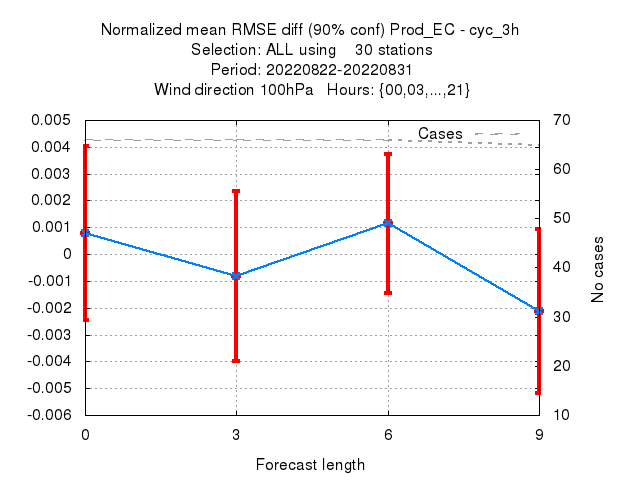 Normalized mean RMSE diff (90% conf) Prod_EC - cyc_3h
Selection: ALL using    30 stations
Period: 20220822-20220831
Wind direction 100hPa   Hours: {00,03,...,21}
Cases
0.005
0.004
0.003
0.002
0.001
0
-0.001
-0.002
-0.003
-0.004
-0.005
-0.006
70
60
50
40
30
20
10
No cases
0 3 6 9
Forecast length